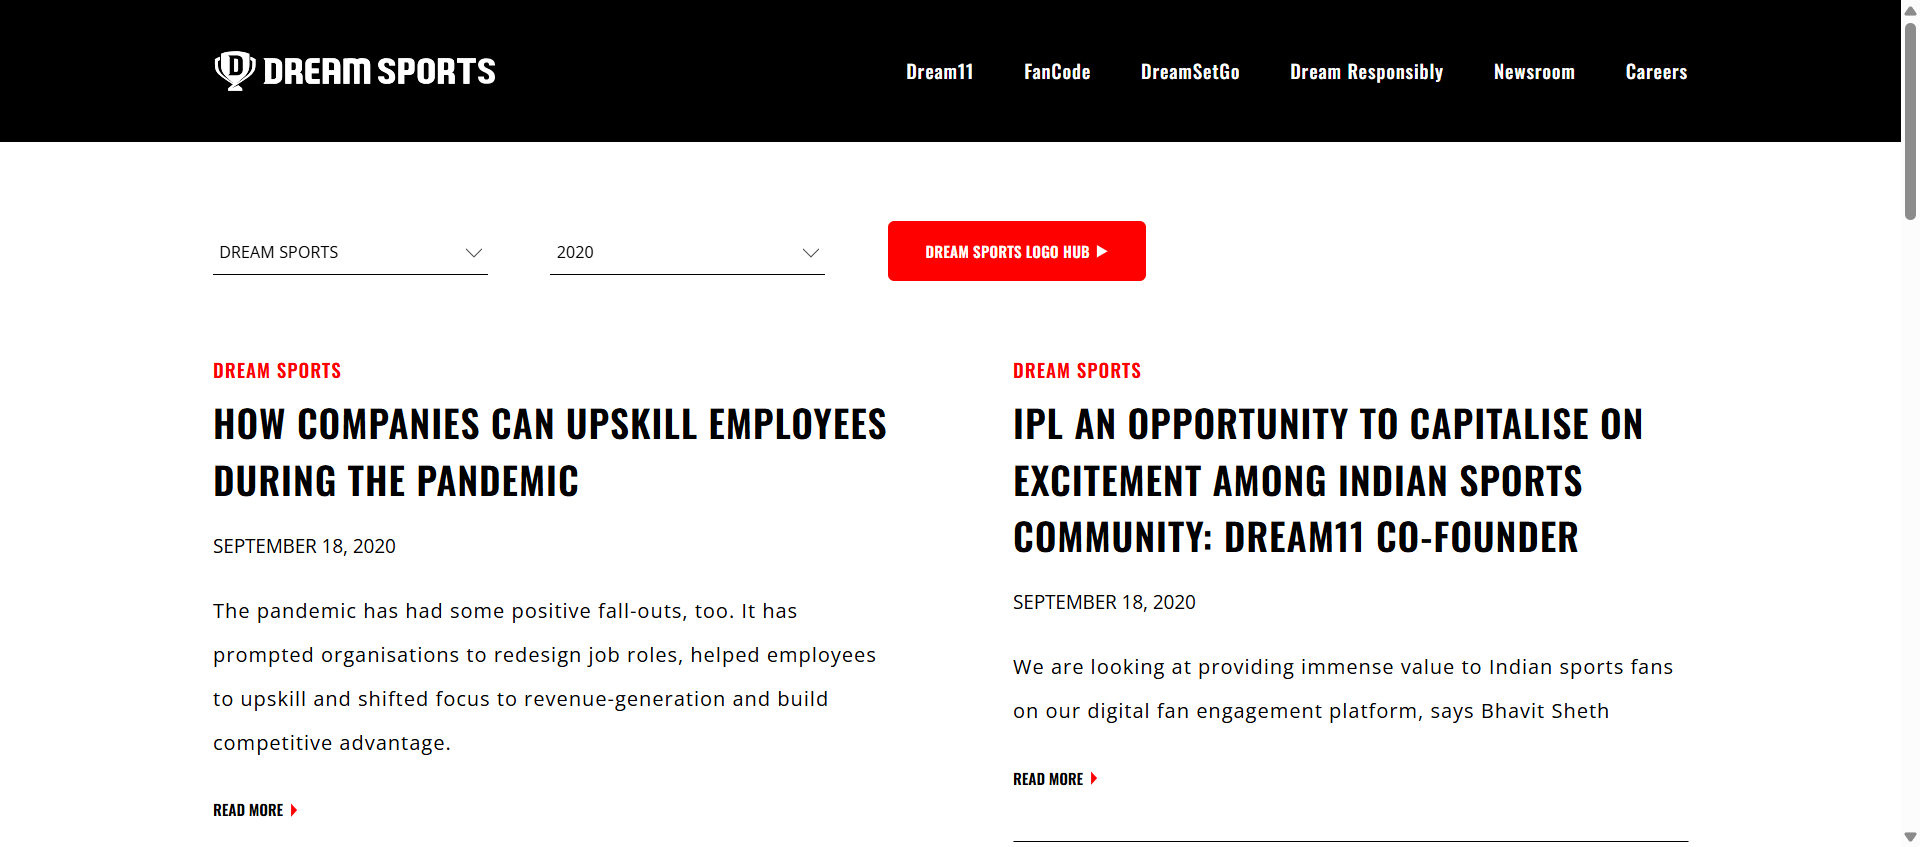 DREAM SPORTS
Dream11 FanCode DreamSetGo Dream Responsibly Newsroom Careers
DREAM SPORTS
2020
DREAM SPORTS LOGO HUB
DREAM SPORTS
HOW COMPANIES CAN UPSKILL EMPLOYEES
DURING THE PANDEMIC
SEPTEMBER 18, 2020
The pandemic has had some positive fall-outs, too. It has
prompted organisations to redesign job roles, helped employees
to upskill and shifted focus to revenue-generation and build
competitive advantage.
READ MORE
DREAM SPORTS
IPL AN OPPORTUNITY TO CAPITALISE ON
EXCITEMENT AMONG INDIAN SPORTS
COMMUNITY: DREAM11 CO-FOUNDER
SEPTEMBER 18, 2020
We are looking at providing immense value to Indian sports fans
on our digital fan engagement platform, says Bhavit Sheth
READ MORE